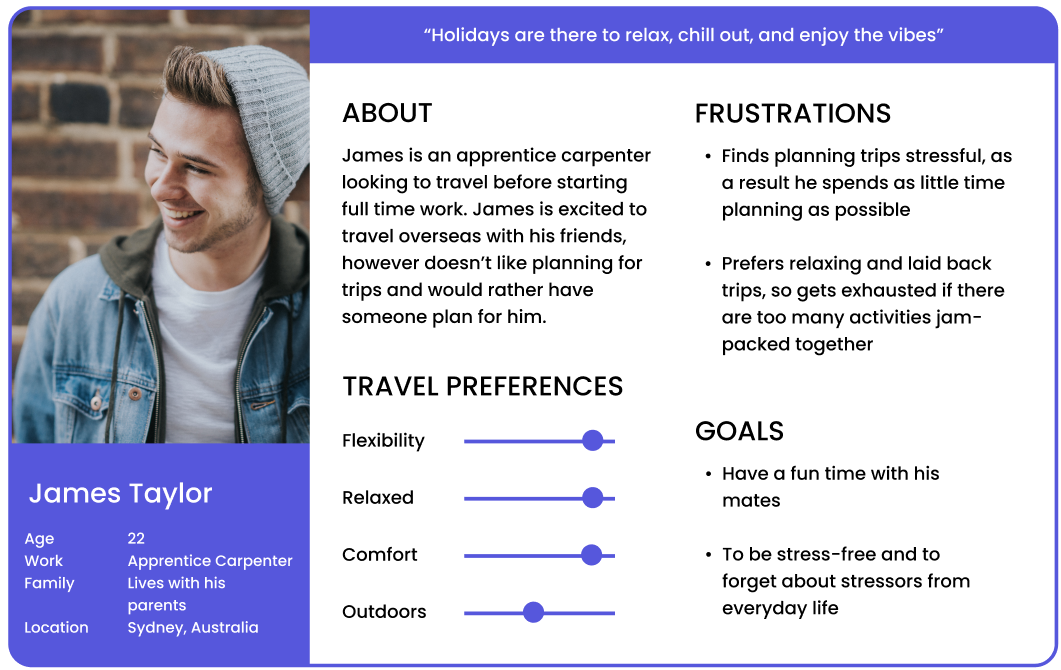 “Holidays are there to relax, chill out, and enjoy the vibes”
James Taylor
Age 22
Work Apprentice Carpenter
Family Lives with his
parents
Location Sydney, Australia
ABOUT
James is an apprentice carpenter
looking to travel before starting
full time work. James is excited to
travel overseas with his friends,
however doesn’t like planning for
trips and would rather have
someone plan for him.
TRAVEL PREFERENCES
Flexibility
Relaxed
Comfort
Outdoors
FRUSTRATIONS
• Finds planning trips stressful, as
a result he spends as little time
planning as possible
• Prefers relaxing and laid back
trips, so gets exhausted if there
are too many activities jam-
packed together
GOALS
• Have a fun time with his
mates
• To be stress-free and to
forget about stressors from
everyday life